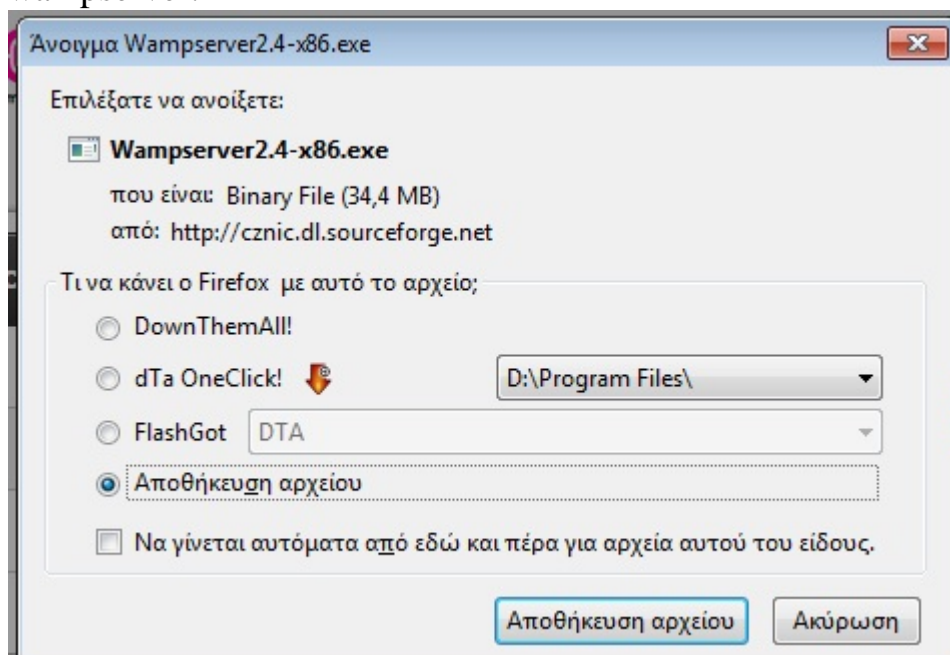 wampserver.
Άνοιγμα Wampserver2.4-x86.exe
Επιλέξατε να ανοίξετε:
Wampserver2.4-x86.exe
που είναι: Binary File (34,4 MB)
από: http://cznic.dl.sourceforge.net
Τι να κάνει ο Firefox με αυτό το αρχείο;
DownThemAll!
dTa OneClick! D:\Program Files\
FlashGot DTA
Αποθήκευση αρχείου
Να γίνεται αυτόματα από εδώ και πέρα για αρχεία αυτού του είδους.
Αποθήκευση αρχείου Ακύρωση